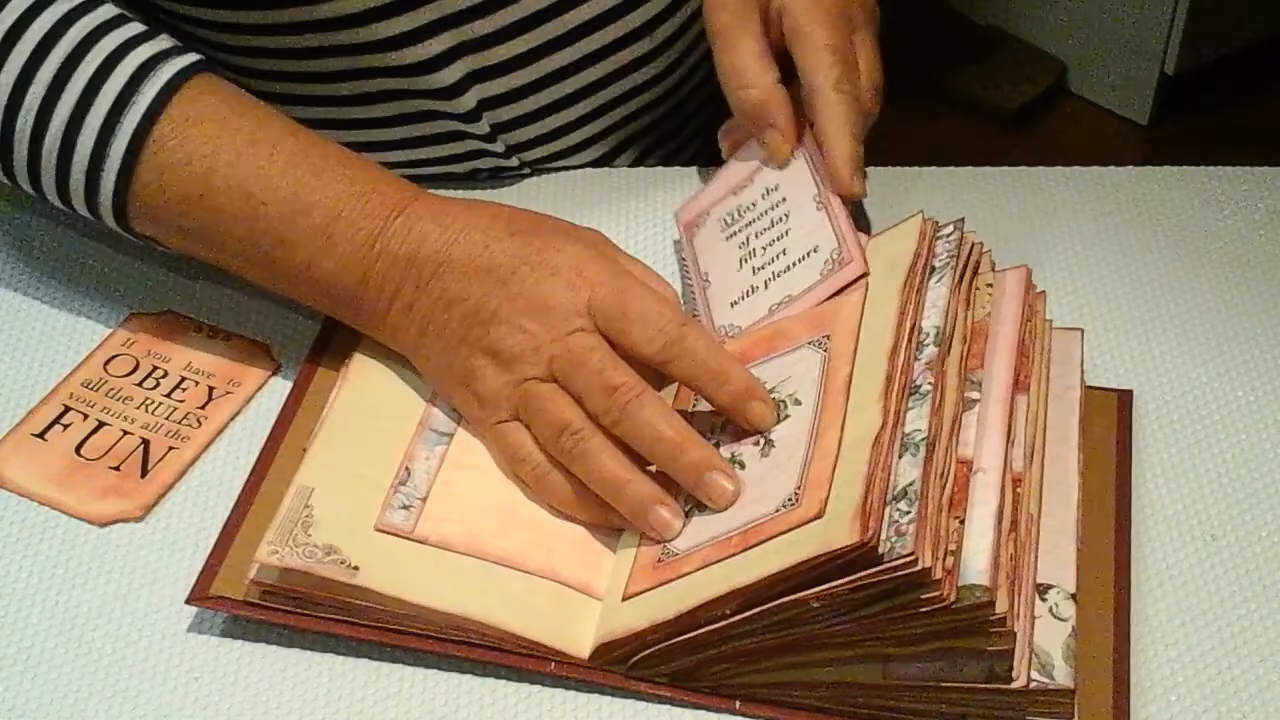 If you have to
OBEY
all the RULES
you miss all the
FUN
May the
memories
of today
fill your
heart
with pleasure